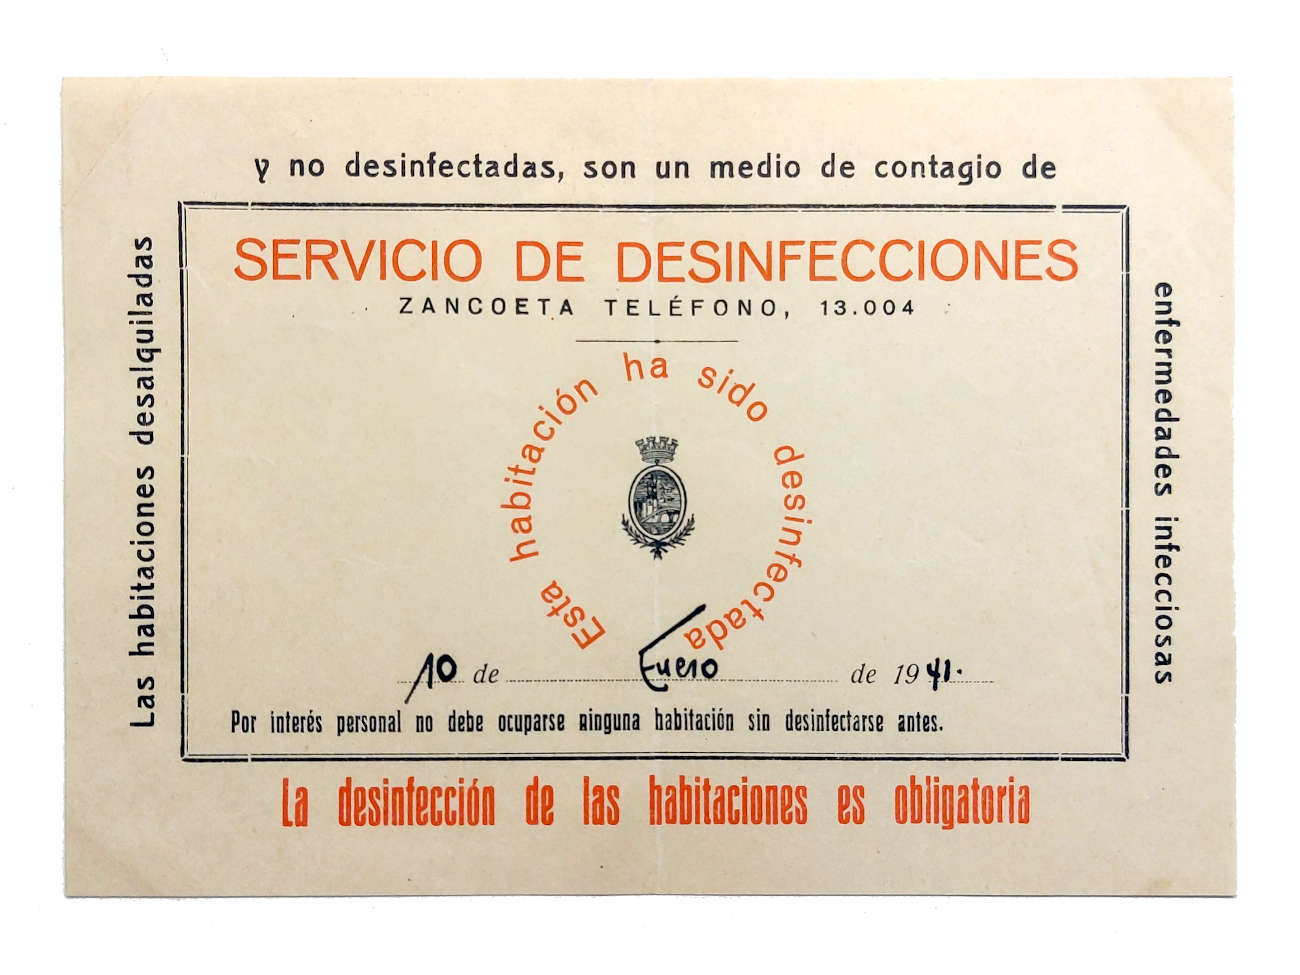 Las habitaciones desalquiladas
y no desinfectadas, son un medio de contagio de
enfermedades infecciosas
SERVICIO DE DESINFECCIONES
ZANCOETA TELÉFONO, 13.004
Esta habitación ha sido desinfectada
10 de Enero de 1941.
Por interés personal no debe ocuparse ninguna habitación sin desinfectarse antes.
La desinfección de las habitaciones es obligatoria